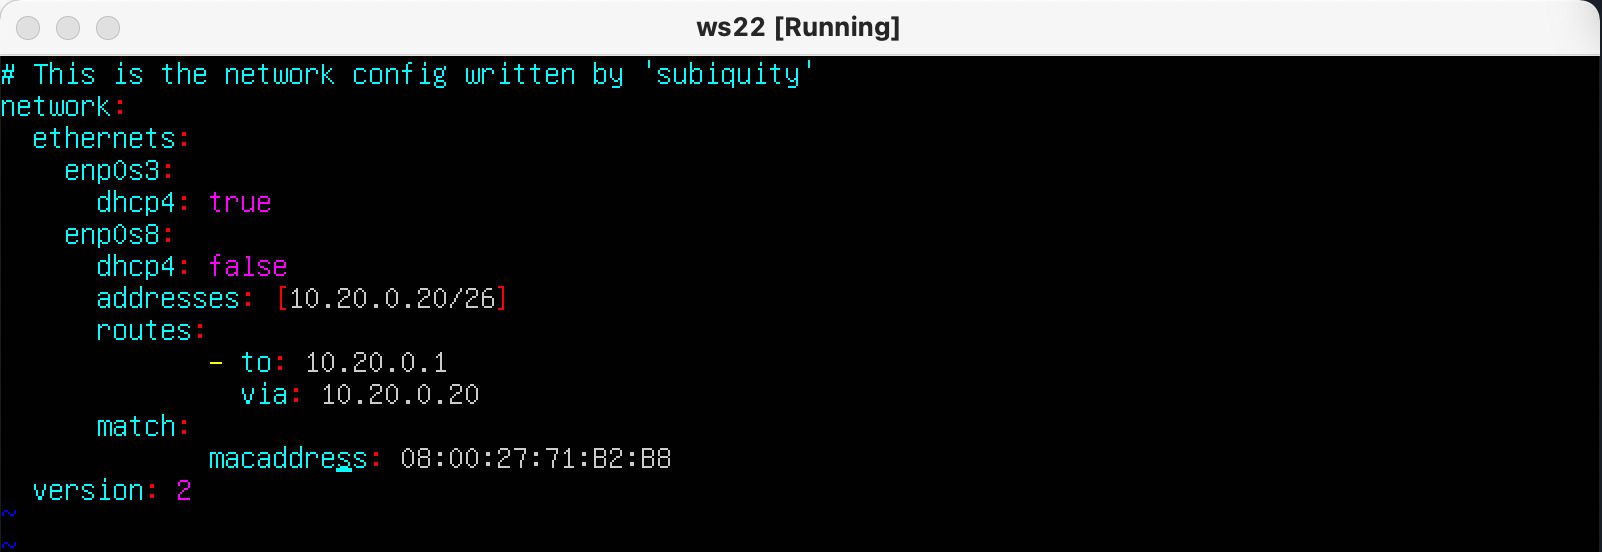 ws22 [Running]
# This is the network config written by 'subiquity'
network:
  ethernets:
    enp0s3:
      dhcp4: true
    enp0s8:
      dhcp4: false
      addresses: [10.20.0.20/26]
      routes:
             - to: 10.20.0.1
               via: 10.20.0.20
      match:
             macaddress: 08:00:27:71:B2:B8
  version: 2
~
~